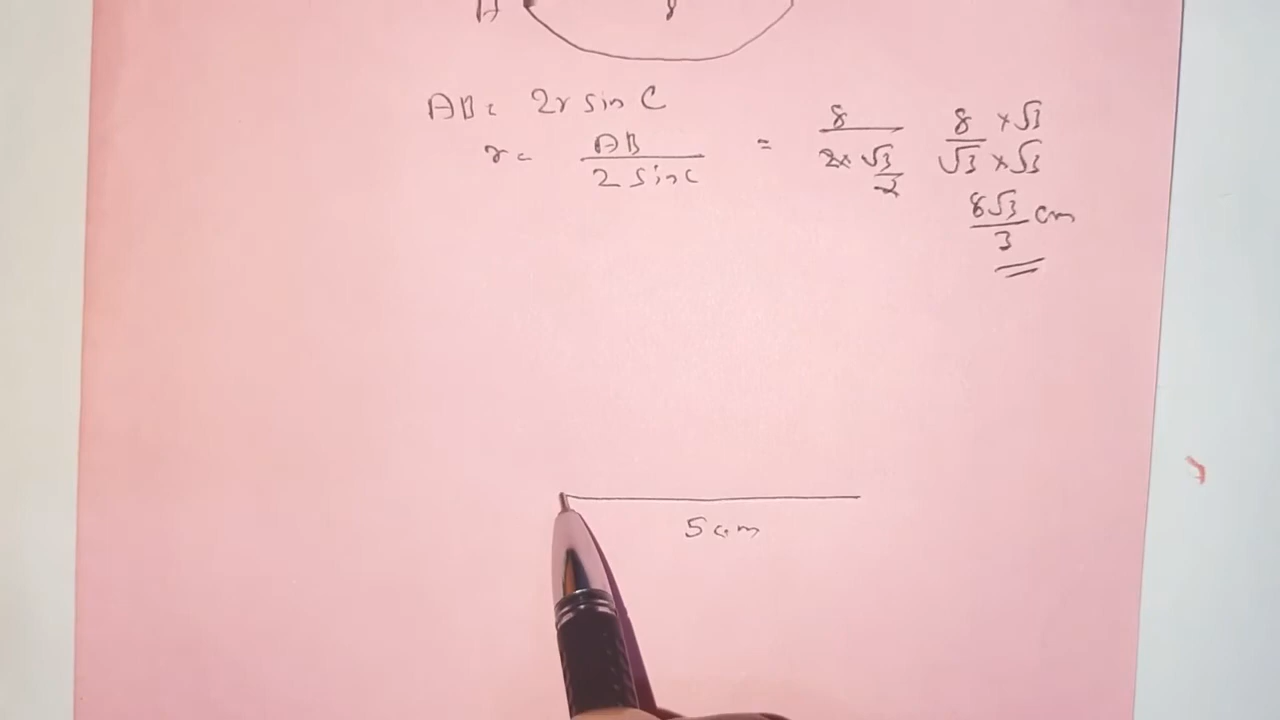 A 8
AB = 2r sin C
r = AB / 2 sin C = 8 / 2×√3/2 8 ×√3 / √3 ×√3
8√3 / 3 cm
5 cm